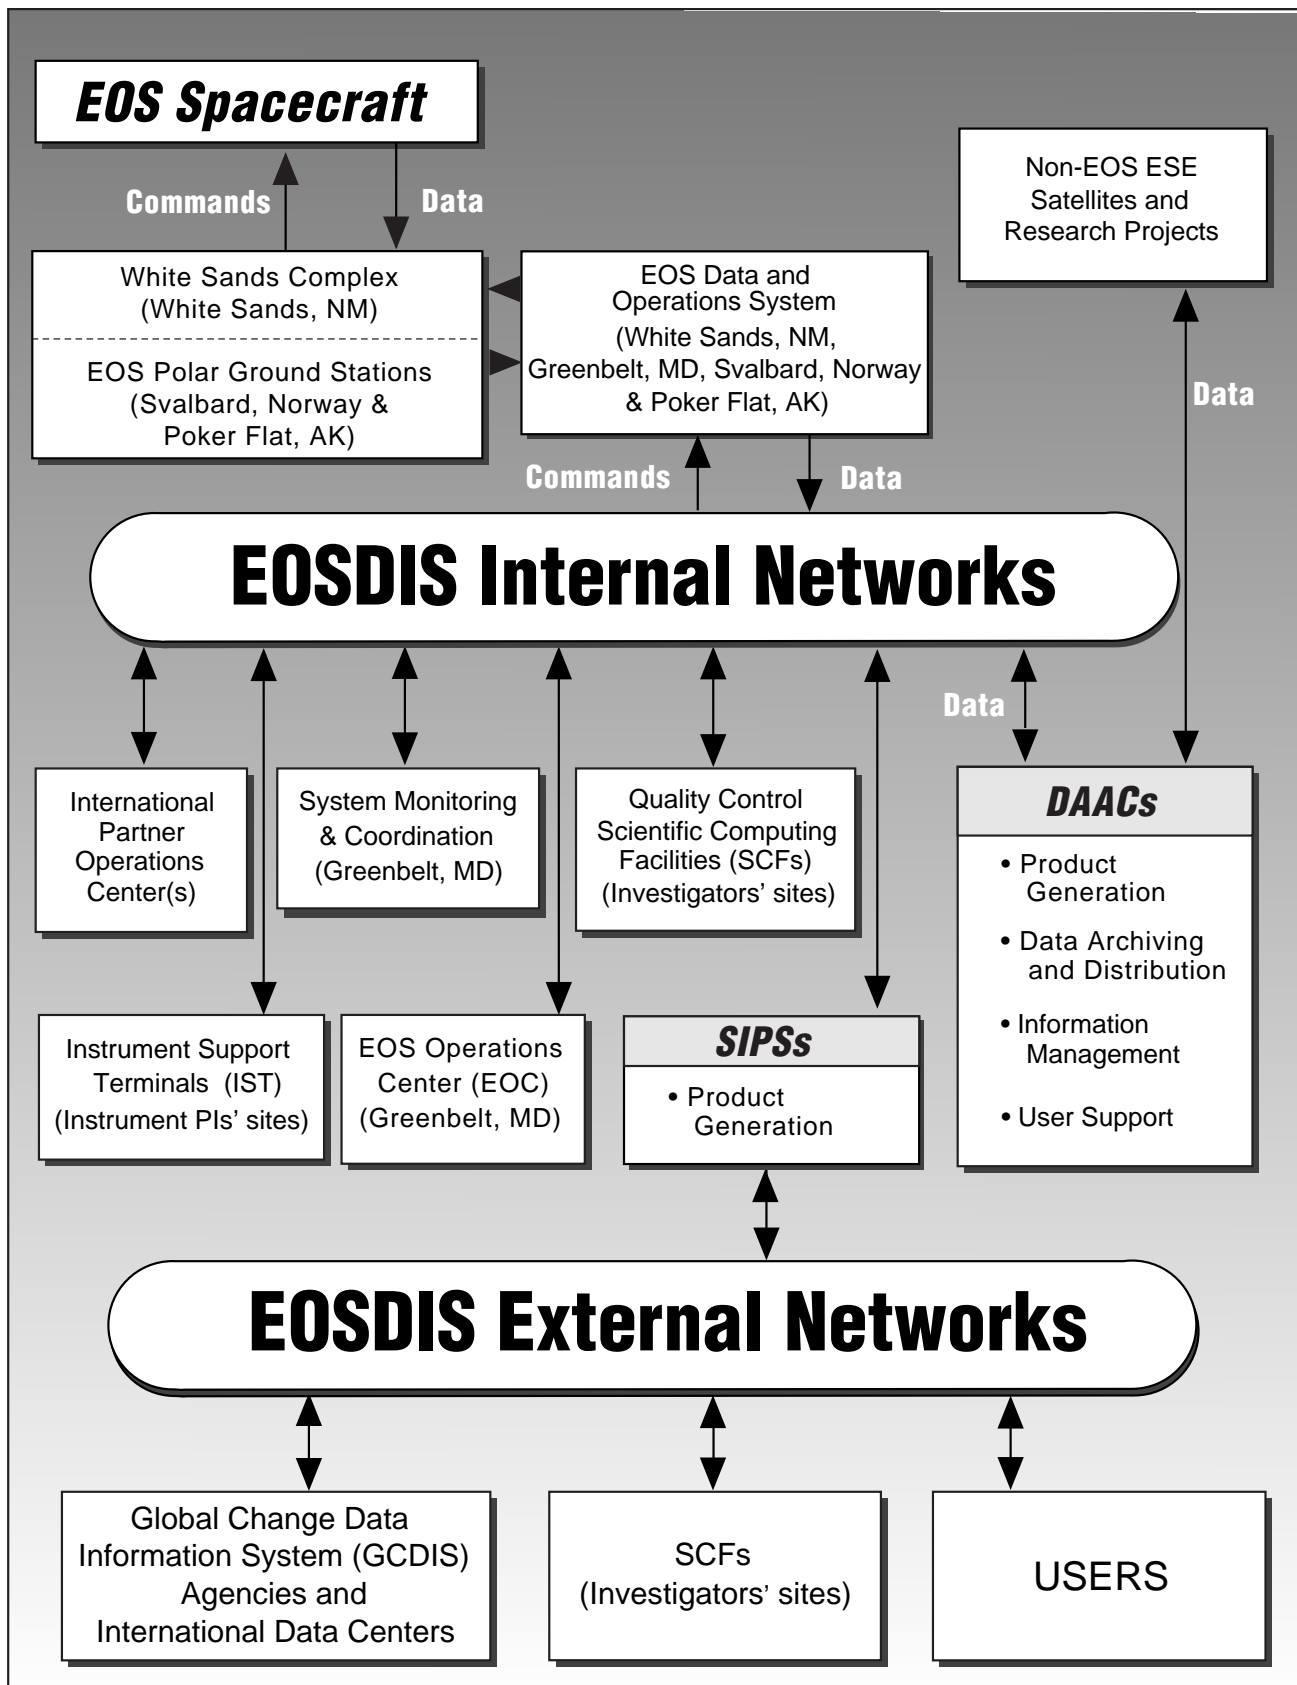 EOS Spacecraft
Commands
Data
White Sands Complex
(White Sands, NM)
EOS Polar Ground Stations
(Svalbard, Norway &
Poker Flat, AK)
EOS Data and
Operations System
(White Sands, NM,
Greenbelt, MD, Svalbard, Norway
& Poker Flat, AK)
Non-EOS ESE
Satellites and
Research Projects
Data
Commands
Data
EOSDIS Internal Networks
Data
International
Partner
Operations
Center(s)
System Monitoring
& Coordination
(Greenbelt, MD)
Quality Control
Scientific Computing
Facilities (SCFs)
(Investigators’ sites)
DAACs
• Product
Generation
• Data Archiving
and Distribution
• Information
Management
• User Support
Instrument Support
Terminals (IST)
(Instrument PIs’ sites)
EOS Operations
Center (EOC)
(Greenbelt, MD)
SIPSs
• Product
Generation
EOSDIS External Networks
Global Change Data
Information System (GCDIS)
Agencies and
International Data Centers
SCFs
(Investigators’ sites)
USERS